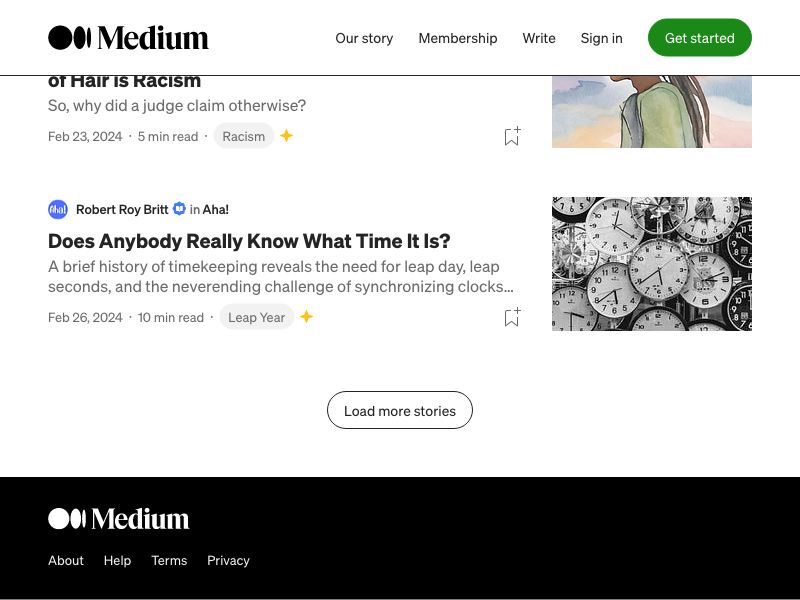 Medium
Our story
Membership
Write
Sign in
Get started
of Hair is Racism
So, why did a judge claim otherwise?
Feb 23, 2024 · 5 min read · Racism
Aha!
Robert Roy Britt in Aha!
Does Anybody Really Know What Time It Is?
A brief history of timekeeping reveals the need for leap day, leap
seconds, and the neverending challenge of synchronizing clocks...
Feb 26, 2024 · 10 min read · Leap Year
Load more stories
Medium
About
Help
Terms
Privacy